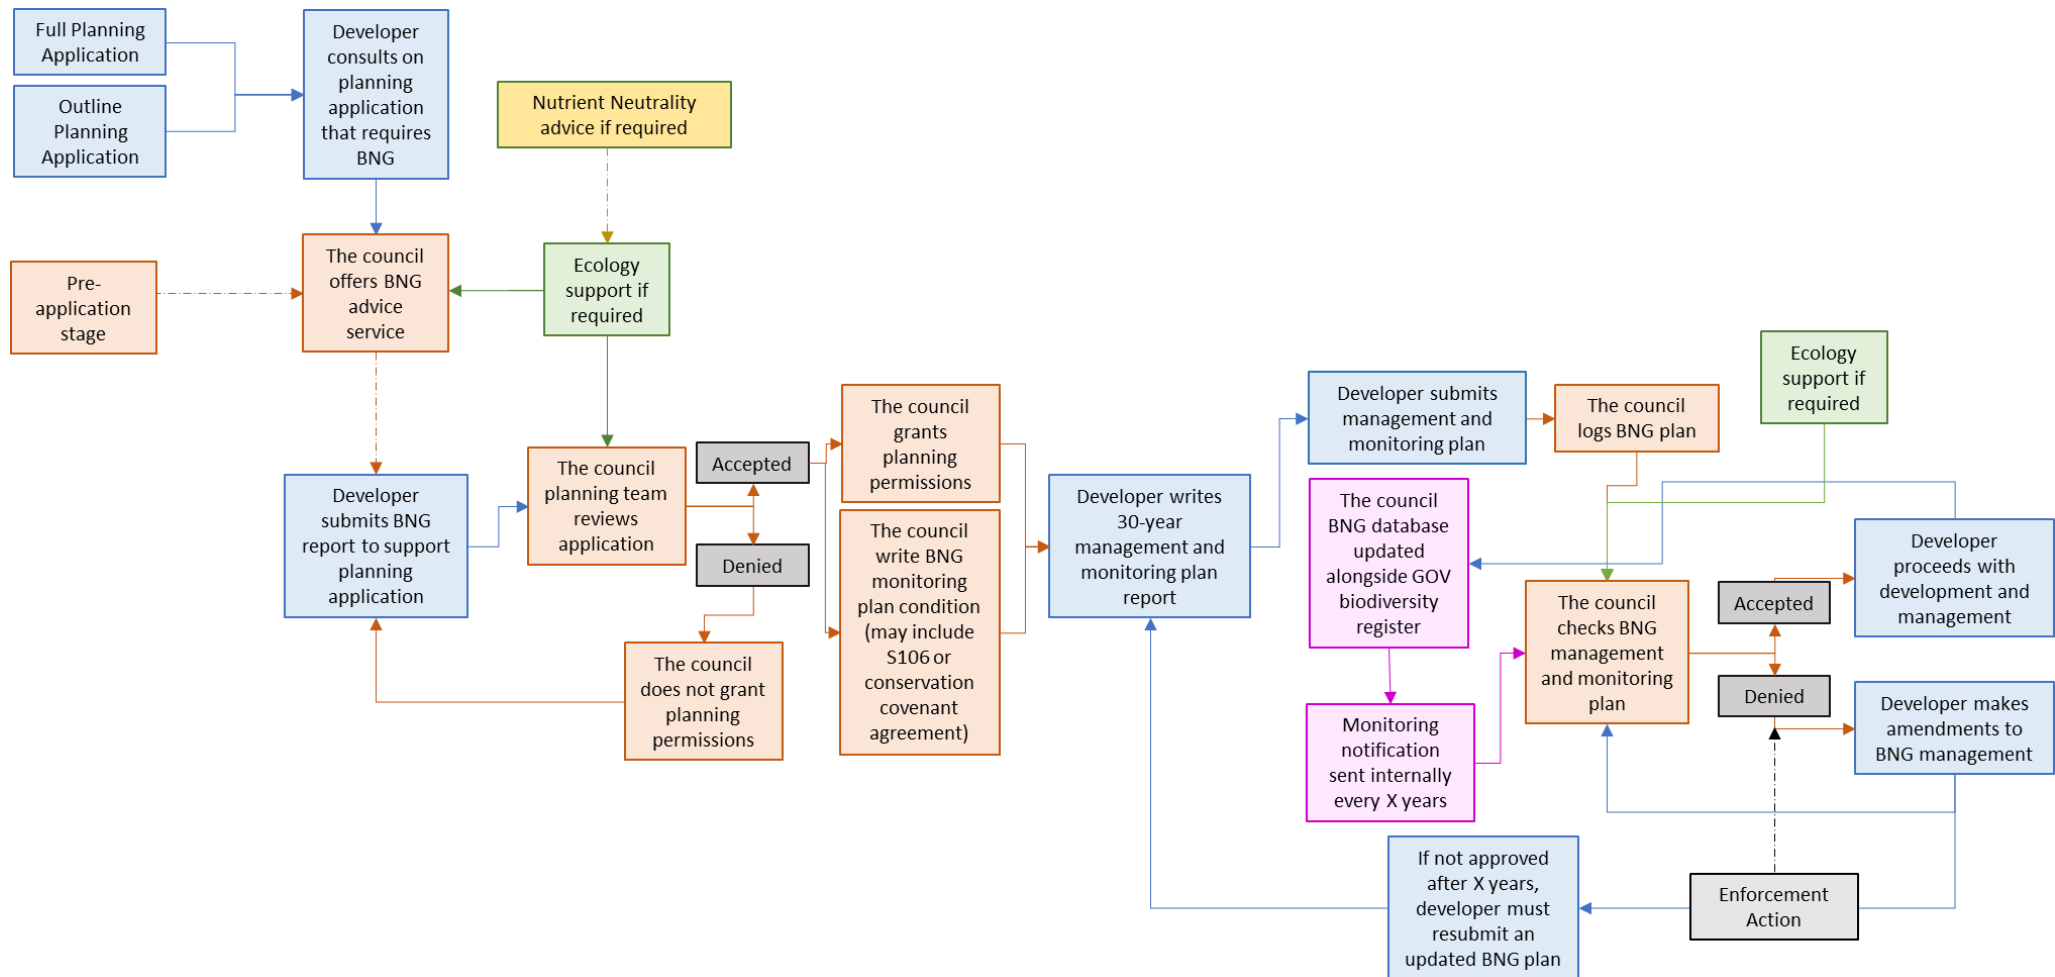 Full Planning
Application
Outline
Planning
Application
Developer
consults on
planning
application
that requires
BNG
Nutrient Neutrality
advice if required
Pre-
application
stage
The council
offers BNG
advice
service
Ecology
support if
required
Developer
submits BNG
report to support
planning
application
The council
planning team
reviews
application
Accepted
Denied
The council
does not grant
planning
permissions
The council
grants
planning
permissions
The council
write BNG
monitoring
plan condition
(may include
S106 or
conservation
covenant
agreement)
Developer writes
30-year
management and
monitoring plan
report
Developer submits
management and
monitoring plan
The council
logs BNG plan
Ecology
support if
required
The council
BNG database
updated
alongside GOV
biodiversity
register
Monitoring
notification
sent internally
every X years
The council
checks BNG
management
and monitoring
plan
Accepted
Denied
Developer
proceeds with
development and
management
Developer makes
amendments to
BNG management
If not approved
after X years,
developer must
resubmit an
updated BNG plan
Enforcement
Action